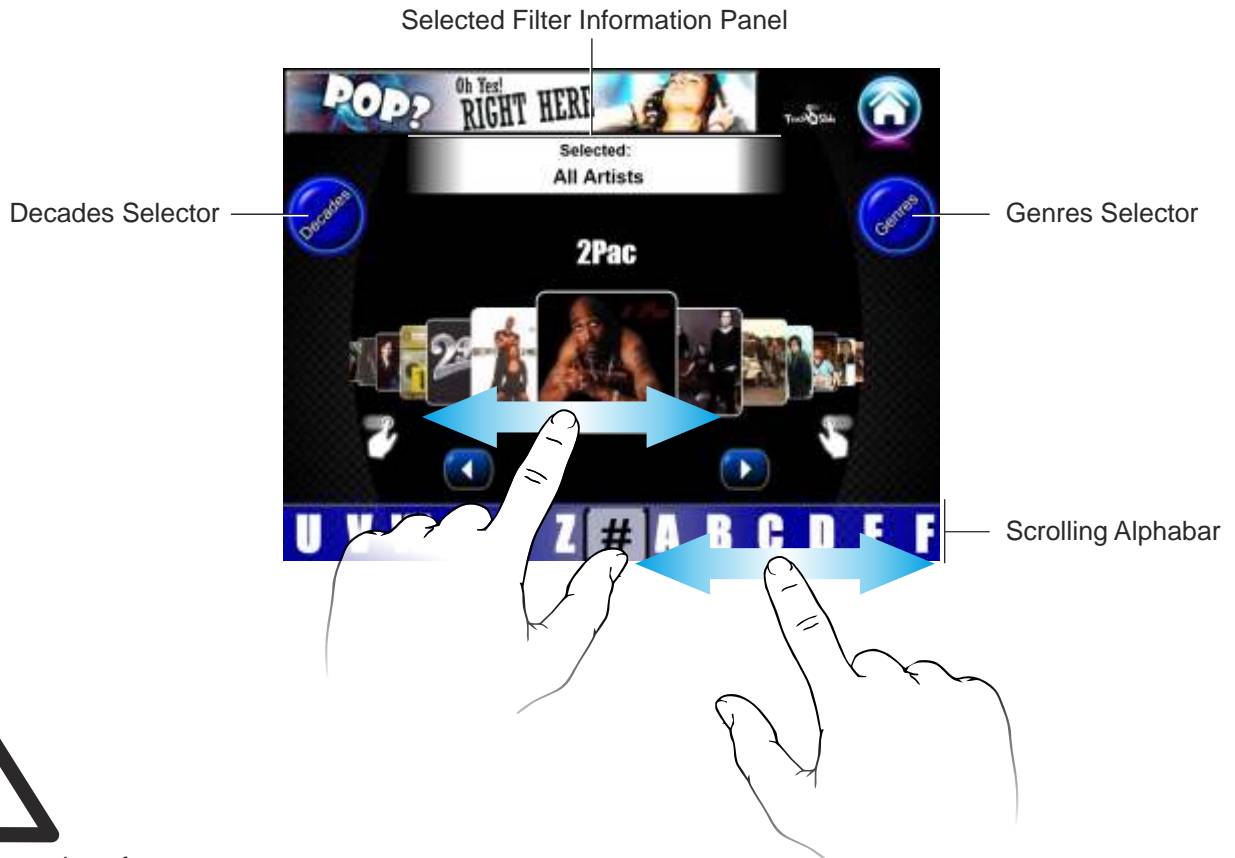 Selected Filter Information Panel
POP?
Oh Yes!
RIGHT HERE
Selected:
All Artists
Decades Selector
Decades
Genres
Genres Selector
2Pac
29
U V Z # A B C D E F
Scrolling Alphabar